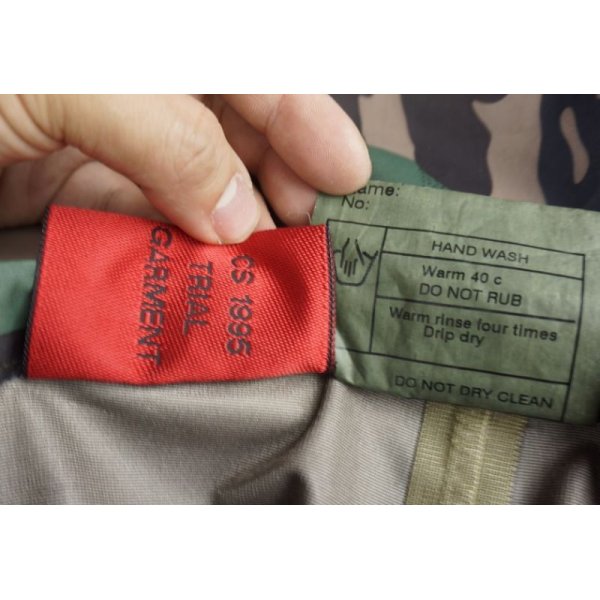 CS 1995
TRIAL
GARMENT
Name:
No:
HAND WASH
Warm 40 c
DO NOT RUB
Warm rinse four times
Drip dry
DO NOT DRY CLEAN